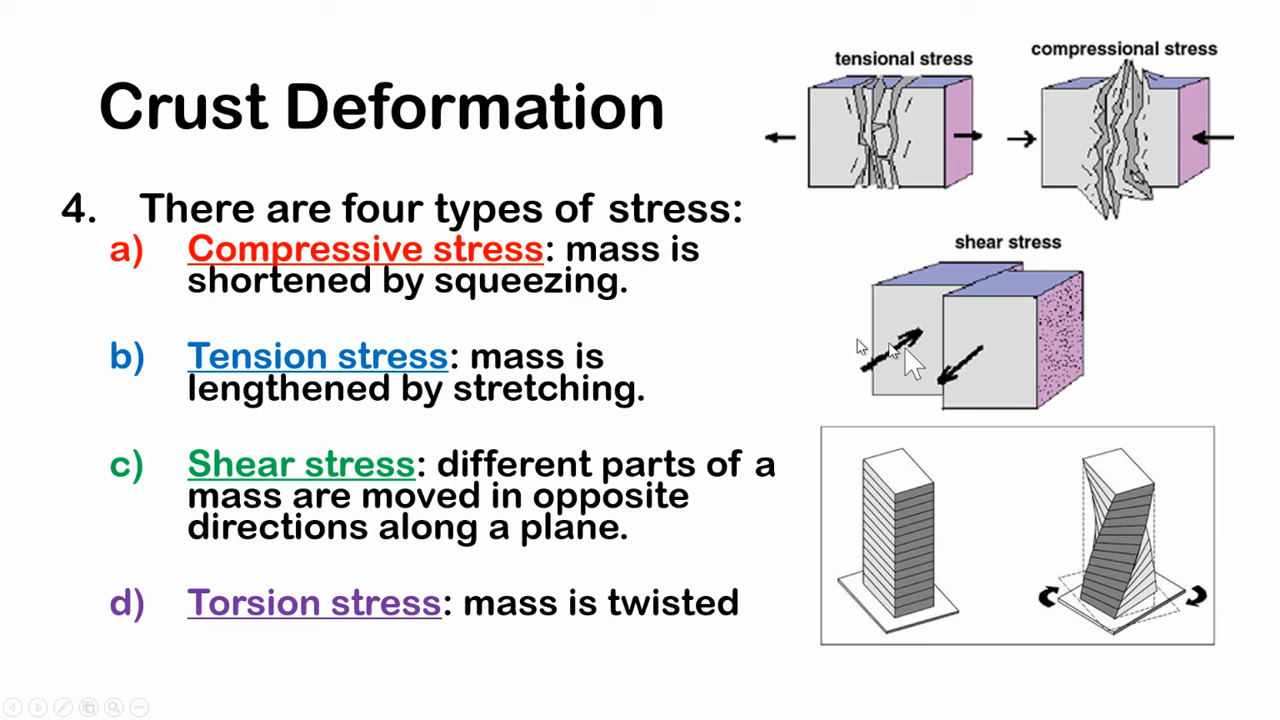 Crust Deformation
4. There are four types of stress:
a) Compressive stress: mass is
shortened by squeezing.
b) Tension stress: mass is
lengthened by stretching.
c) Shear stress: different parts of a
mass are moved in opposite
directions along a plane.
d) Torsion stress: mass is twisted
tensional stress
compressional stress
shear stress